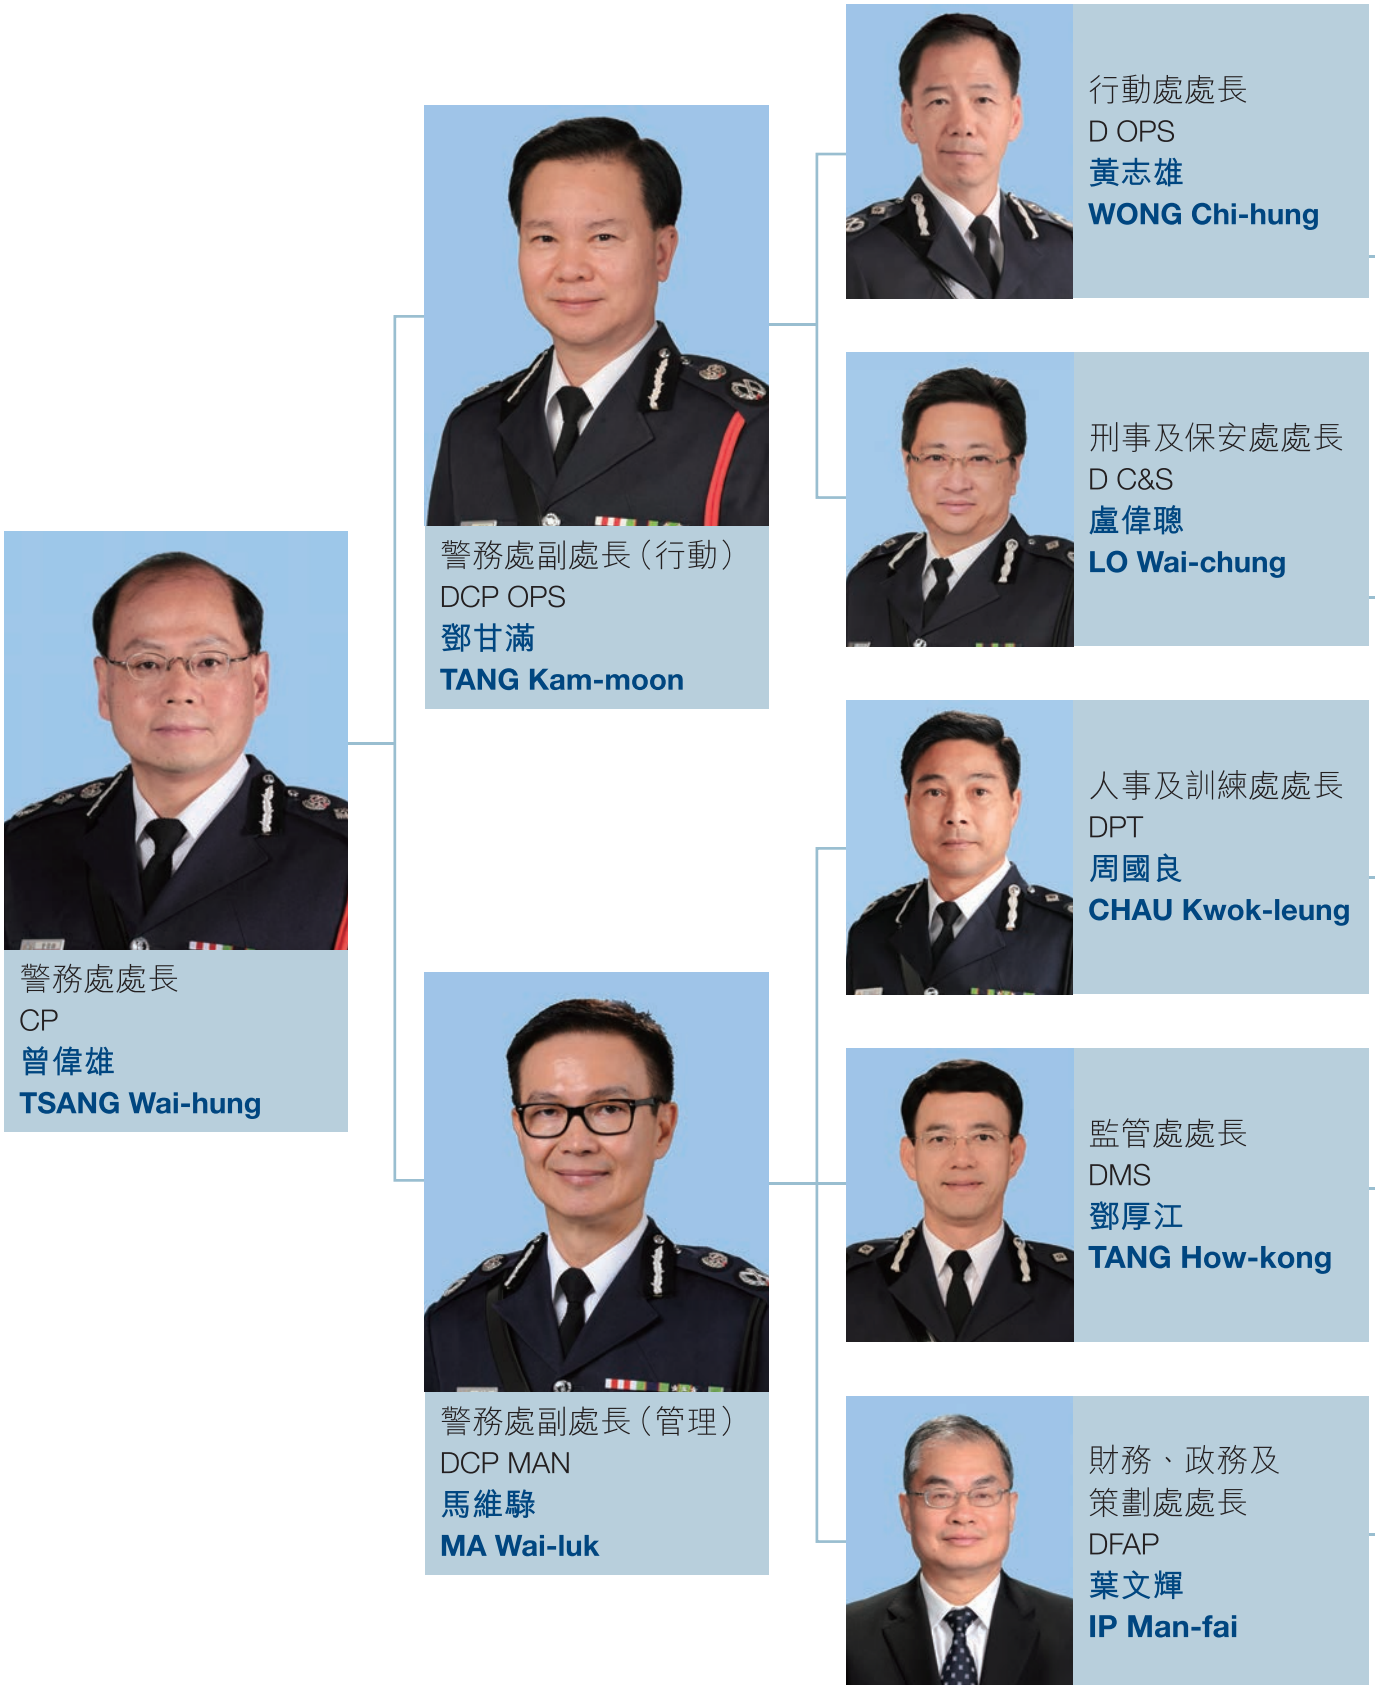 警務處處長
CP
曾偉雄
TSANG Wai-hung
警務處副處長（行動）
DCP OPS
鄧甘滿
TANG Kam-moon
警務處副處長（管理）
DCP MAN
馬維騄
MA Wai-luk
行動處處長
D OPS
黃志雄
WONG Chi-hung
刑事及保安處處長
D C&S
盧偉聰
LO Wai-chung
人事及訓練處處長
DPT
周國良
CHAU Kwok-leung
監管處處長
DMS
鄧厚江
TANG How-kong
財務、政務及
策劃處處長
DFAP
葉文輝
IP Man-fai